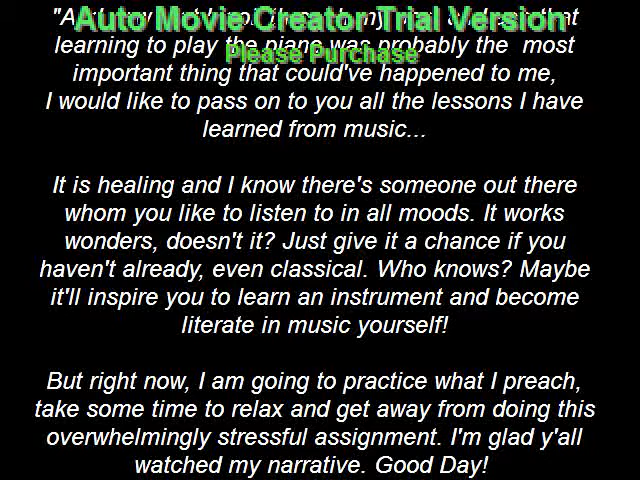 Auto Movie Creator Trial Version
Please Purchase
learning to play the piano was probably the most
important thing that could've happened to me,
I would like to pass on to you all the lessons I have
learned from music...
It is healing and I know there's someone out there
whom you like to listen to in all moods. It works
wonders, doesn't it? Just give it a chance if you
haven't already, even classical. Who knows? Maybe
it'll inspire you to learn an instrument and become
literate in music yourself!
But right now, I am going to practice what I preach,
take some time to relax and get away from doing this
overwhelmingly stressful assignment. I'm glad y'all
watched my narrative. Good Day!